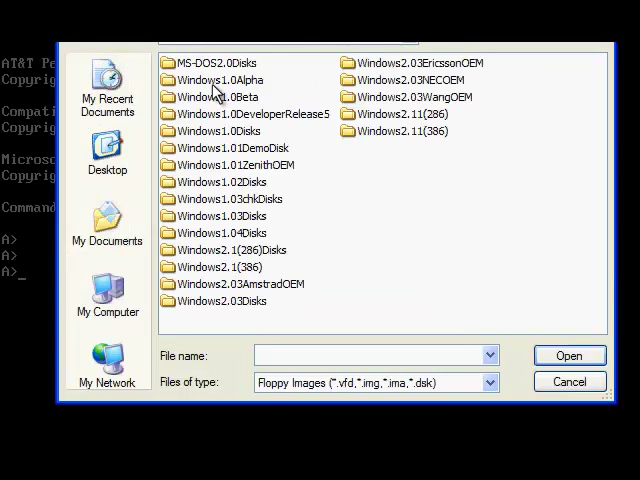 AT&T Pe
Copyrig
Compati
Copyrig
Microso
Copyrig
Command
A>
A>
A>_
My Recent
Documents
Desktop
My Documents
My Computer
My Network
MS-DOS2.0Disks
Windows1.0Alpha
Windows1.0Beta
Windows1.0DeveloperRelease5
Windows1.0Disks
Windows1.01DemoDisk
Windows1.01ZenithOEM
Windows1.02Disks
Windows1.03chkDisks
Windows1.03Disks
Windows1.04Disks
Windows2.1(286)Disks
Windows2.1(386)
Windows2.03AmstradOEM
Windows2.03Disks
Windows2.03EricssonOEM
Windows2.03NECOEM
Windows2.03WangOEM
Windows2.11(286)
Windows2.11(386)
File name:
Open
Files of type:
Floppy Images (*.vfd,*.img,*.ima,*.dsk)
Cancel